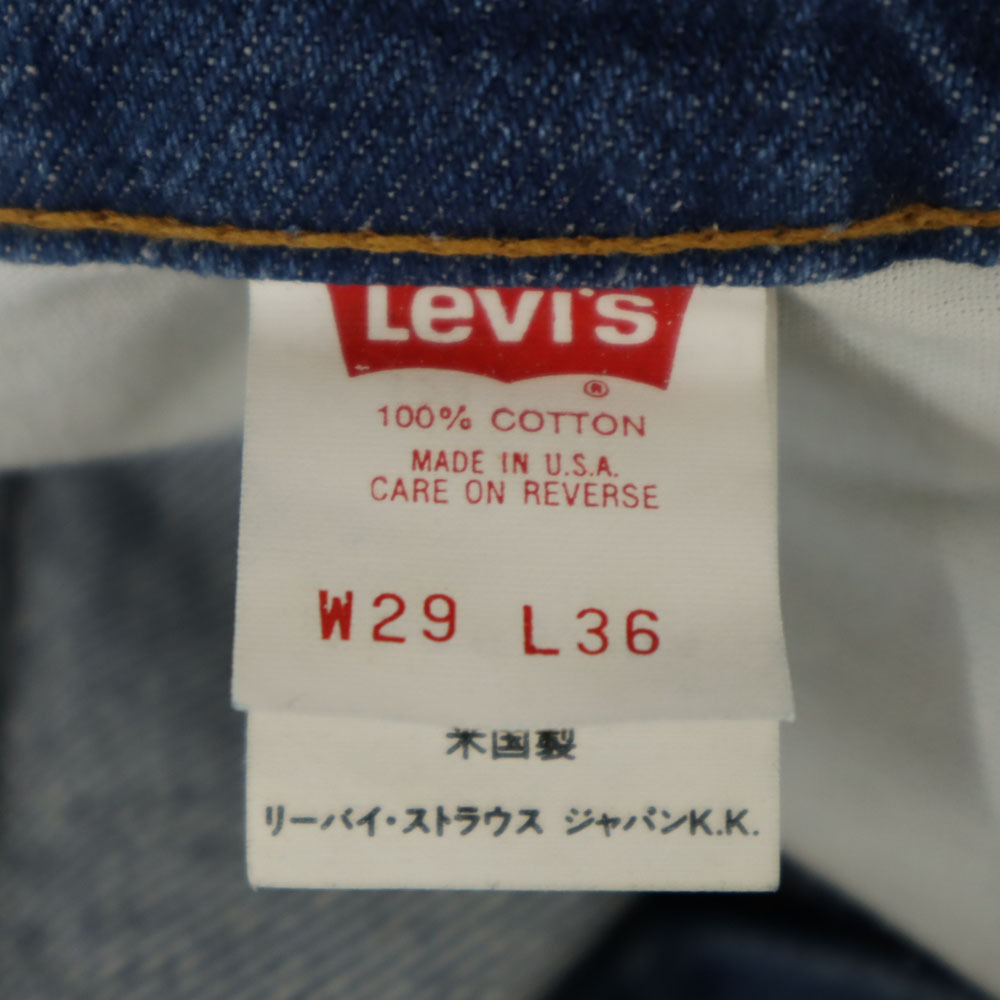 Levi's
®
100% COTTON
MADE IN U.S.A.
CARE ON REVERSE
W29 L36
米国製
リーバイ・ストラウス ジャパンK.K.